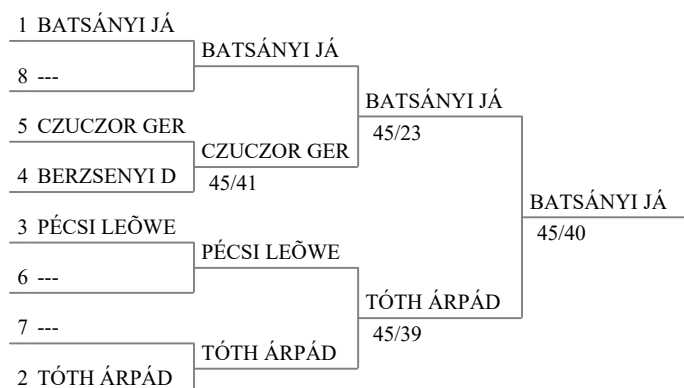 1 BATSÁNYI JÁ
BATSÁNYI JÁ
8 ---
BATSÁNYI JÁ
45/23
5 CZUCZOR GER
CZUCZOR GER
45/41
4 BERZSENYI D
BATSÁNYI JÁ
45/40
3 PÉCSI LEÕWE
PÉCSI LEÕWE
6 ---
TÓTH ÁRPÁD
45/39
7 ---
TÓTH ÁRPÁD
2 TÓTH ÁRPÁD